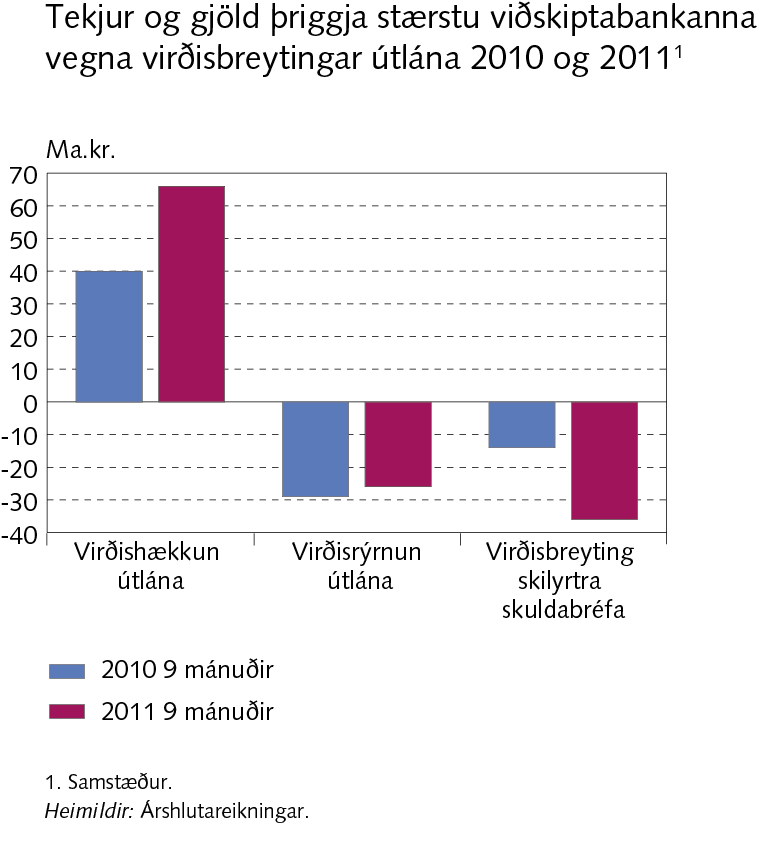 Tekjur og gjöld þriggja stærstu viðskiptabankanna
vegna virðisbreytingar útlána 2010 og 2011¹
Ma.kr.
70
60
50
40
30
20
10
0
-10
-20
-30
-40
Virðishækkun
útlána
Virðisrýrnun
útlána
Virðisbreyting
skilyrtra
skuldabréfa
2010 9 mánuðir
2011 9 mánuðir
1. Samstæður.
Heimildir: Árshlutareikningar.